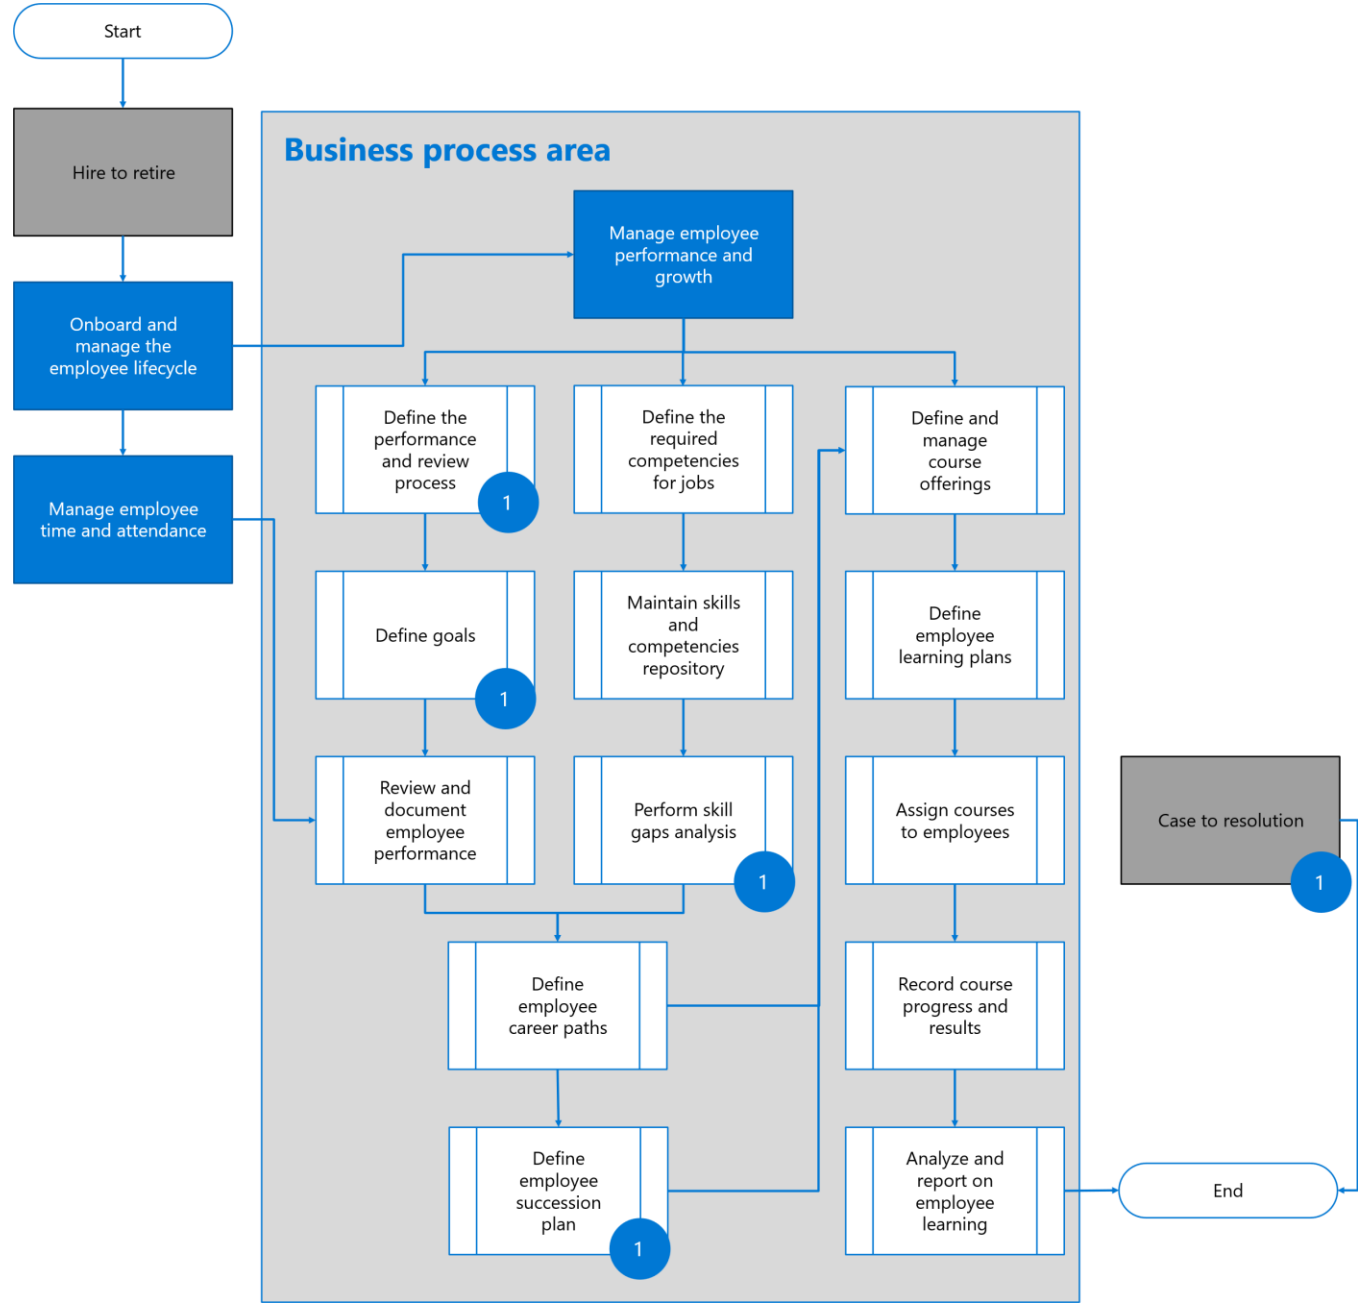 Start
Hire to retire
Onboard and
manage the
employee lifecycle
Manage employee
time and attendance
Business process area
Manage employee
performance and
growth
Define the
performance
and review
process
1
Define goals
1
Review and
document
employee
performance
Define the
required
competencies
for jobs
Maintain skills
and
competencies
repository
Perform skill
gaps analysis
1
Define
employee
career paths
Define
employee
succession
plan
1
Define and
manage
course
offerings
Define
employee
learning plans
Assign courses
to employees
Record course
progress and
results
Analyze and
report on
employee
learning
Case to resolution
1
End